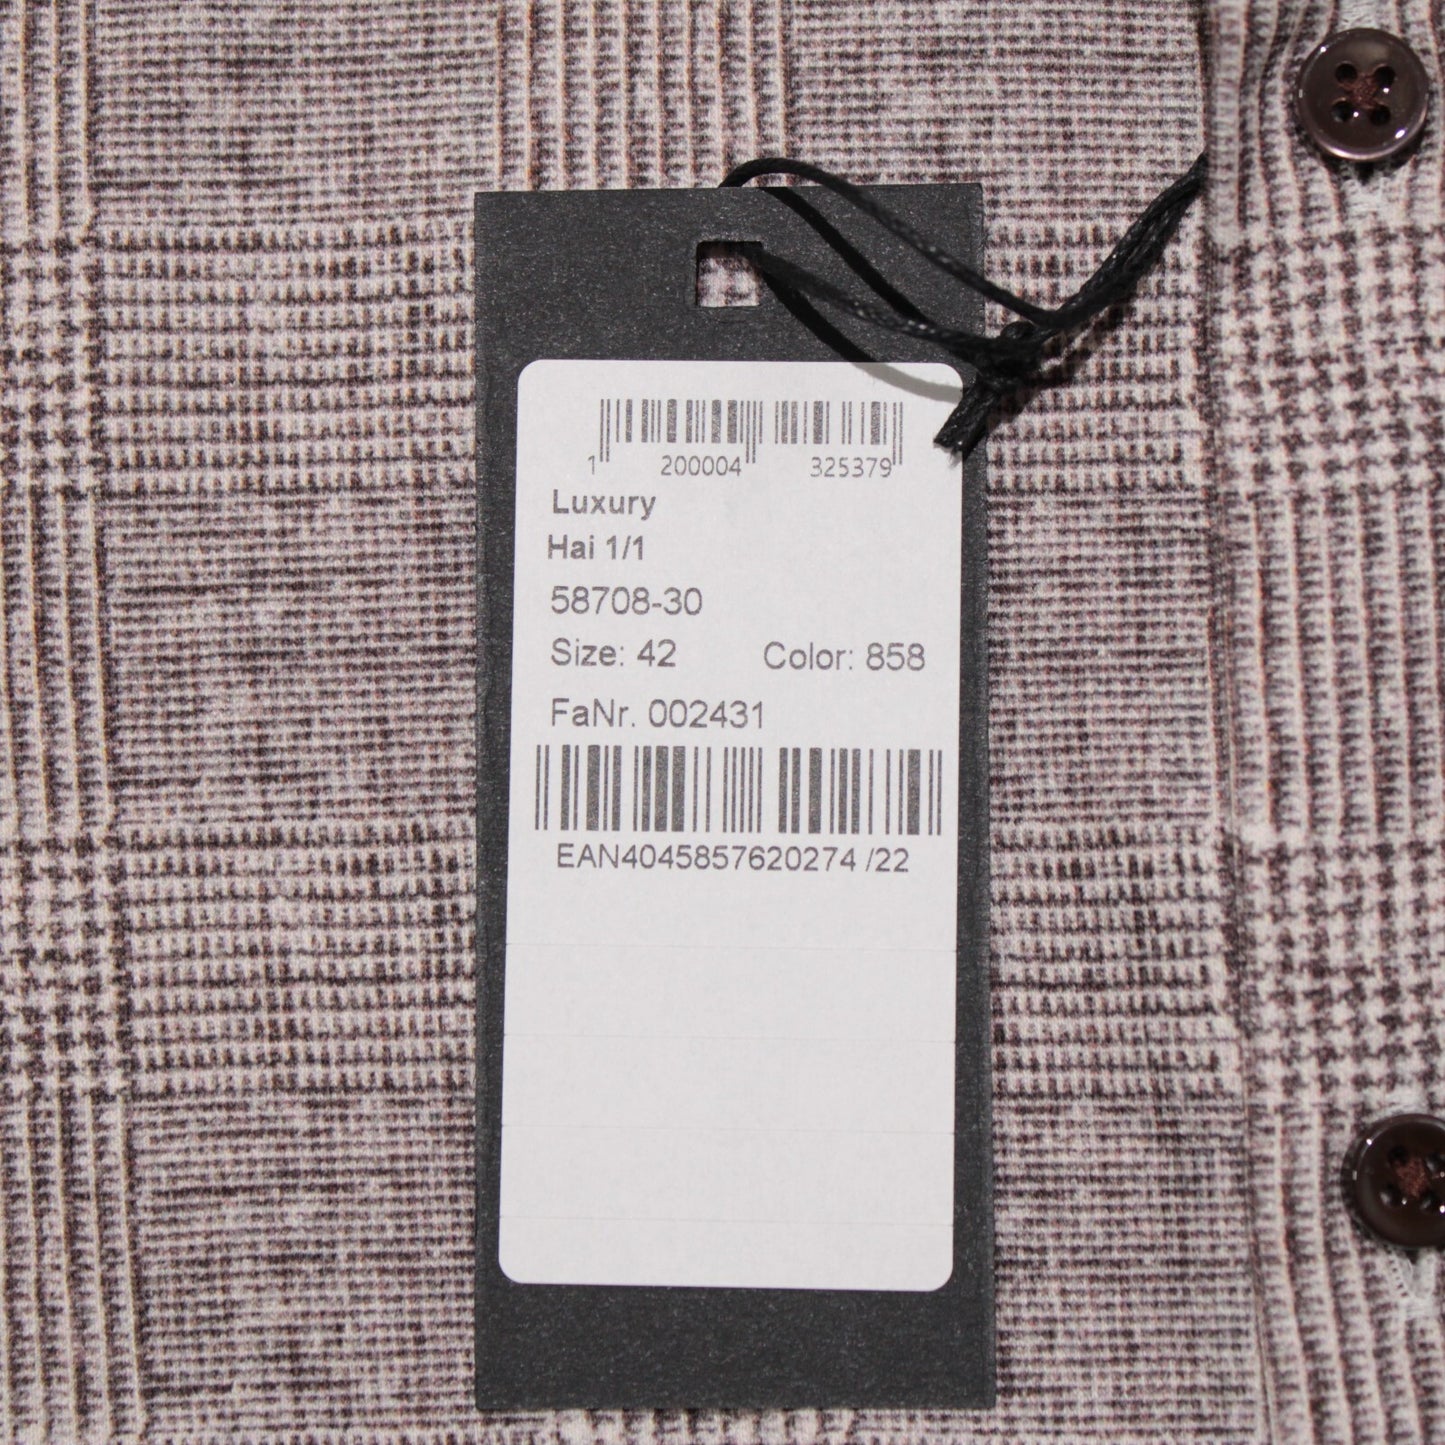 1 200004 325379
Luxury
Hai 1/1
58708-30
Size: 42 Color: 858
FaNr. 002431
EAN4045857620274 /22